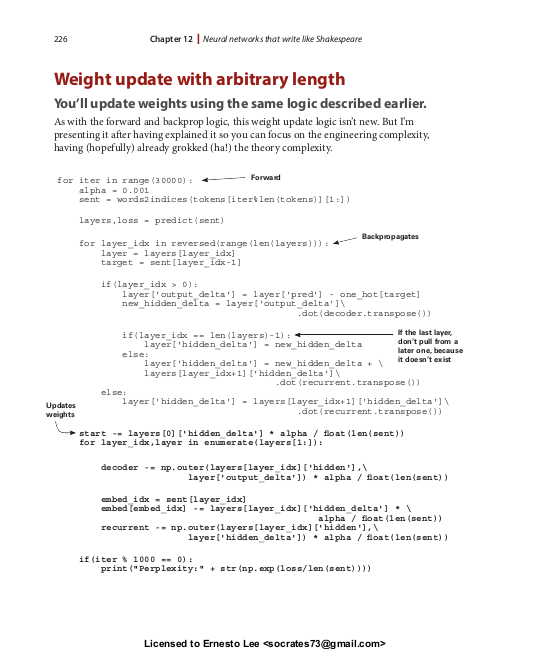 226
Chapter 12 | Neural networks that write like Shakespeare
Weight update with arbitrary length
You’ll update weights using the same logic described earlier.
As with the forward and backprop logic, this weight update logic isn’t new. But I’m
presenting it after having explained it so you can focus on the engineering complexity,
having (hopefully) already grokked (ha!) the theory complexity.
for iter in range(30000):
Forward
    alpha = 0.001
    sent = words2indices(tokens[iter%len(tokens)][1:])
    layers,loss = predict(sent)
    for layer_idx in reversed(range(len(layers))):
Backpropagates
        layer = layers[layer_idx]
        target = sent[layer_idx-1]
        if(layer_idx > 0):
            layer['output_delta'] = layer['pred'] - one_hot[target]
            new_hidden_delta = layer['output_delta']\
                                            .dot(decoder.transpose())
            if(layer_idx == len(layers)-1):
If the last layer,
don’t pull from a
later one, because
it doesn’t exist
                layer['hidden_delta'] = new_hidden_delta
            else:
                layer['hidden_delta'] = new_hidden_delta + \
                layers[layer_idx+1]['hidden_delta']\
                                        .dot(recurrent.transpose())
        else:
            layer['hidden_delta'] = layers[layer_idx+1]['hidden_delta']\
                                            .dot(recurrent.transpose())
Updates
weights
    start -= layers[0]['hidden_delta'] * alpha / float(len(sent))
    for layer_idx,layer in enumerate(layers[1:]):
        decoder -= np.outer(layers[layer_idx]['hidden'],\
                        layer['output_delta']) * alpha / float(len(sent))
        embed_idx = sent[layer_idx]
        embed[embed_idx] -= layers[layer_idx]['hidden_delta'] * \
                                                alpha / float(len(sent))
        recurrent -= np.outer(layers[layer_idx]['hidden'],\
                        layer['hidden_delta']) * alpha / float(len(sent))
    if(iter % 1000 == 0):
        print("Perplexity:" + str(np.exp(loss/len(sent))))
Licensed to Ernesto Lee <socrates73@gmail.com>